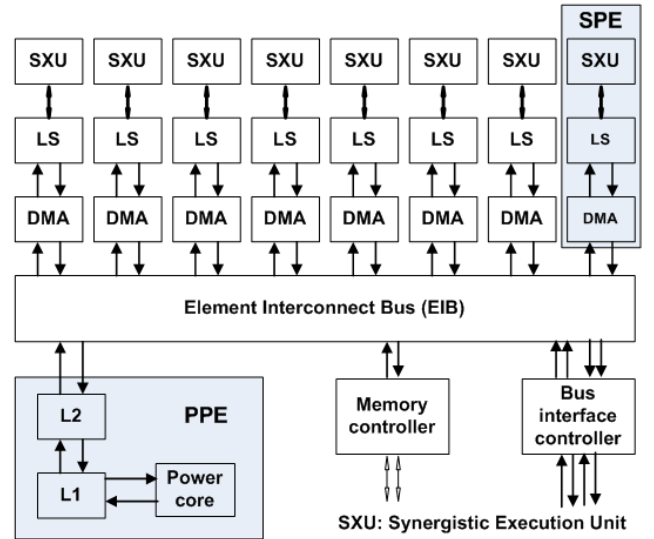 SPE
SXU SXU SXU SXU SXU SXU SXU SXU
LS LS LS LS LS LS LS LS
DMA DMA DMA DMA DMA DMA DMA DMA
Element Interconnect Bus (EIB)
PPE
L2
L1
Power
core
Memory
controller
Bus
interface
controller
SXU: Synergistic Execution Unit